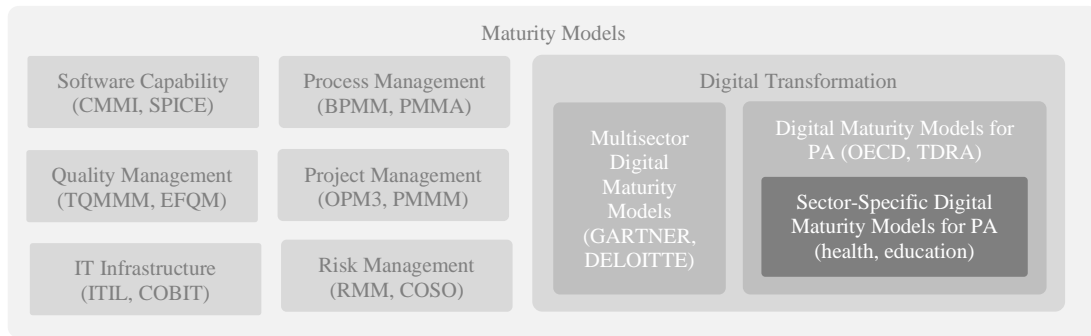 Maturity Models
Software Capability
(CMMI, SPICE)
Process Management
(BPMM, PMMA)
Quality Management
(TQMMM, EFQM)
Project Management
(OPM3, PMMM)
IT Infrastructure
(ITIL, COBIT)
Risk Management
(RMM, COSO)
Digital Transformation
Multisector
Digital
Maturity
Models
(GARTNER,
DELOITTE)
Digital Maturity Models for
PA (OECD, TDRA)
Sector-Specific Digital
Maturity Models for PA
(health, education)